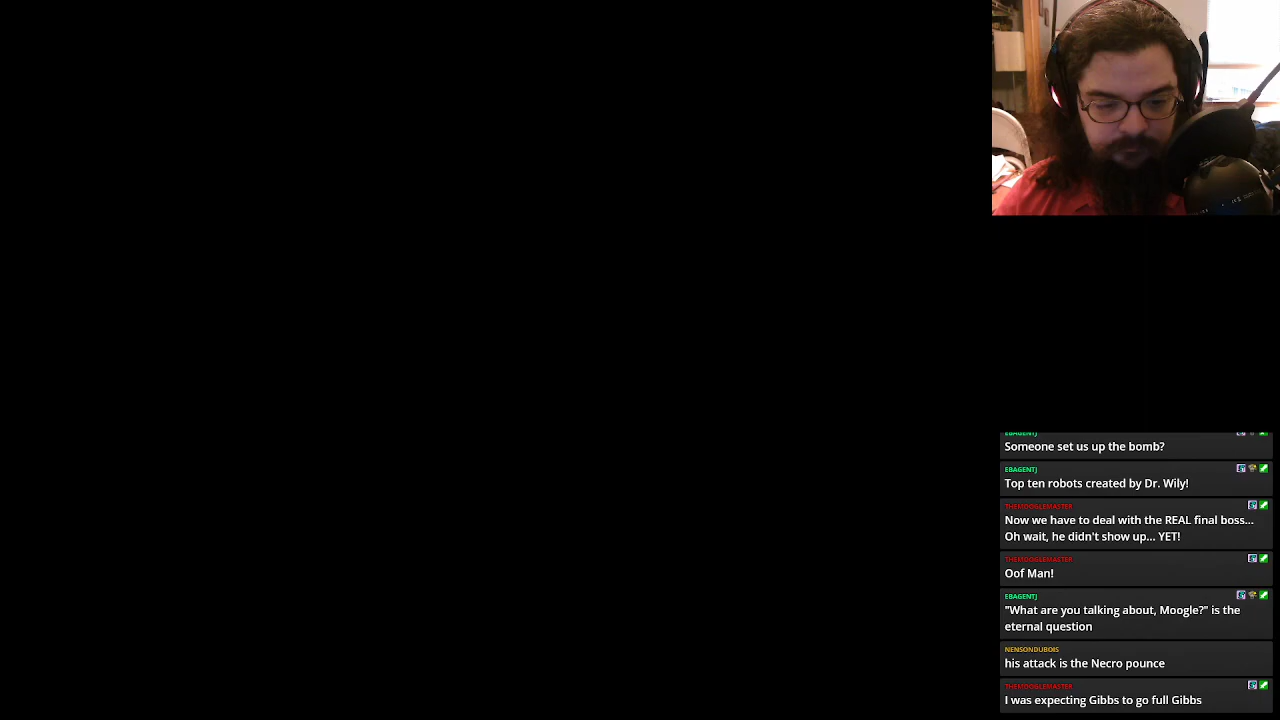 EBAGENTJ
Someone set us up the bomb?
EBAGENTJ
Top ten robots created by Dr. Wily!
THEMOOGLEMASTER
Now we have to deal with the REAL final boss...
Oh wait, he didn't show up... YET!
THEMOOGLEMASTER
Oof Man!
EBAGENTJ
"What are you talking about, Moogle?" is the
eternal question
NENSONDUBOIS
his attack is the Necro pounce
THEMOOGLEMASTER
I was expecting Gibbs to go full Gibbs